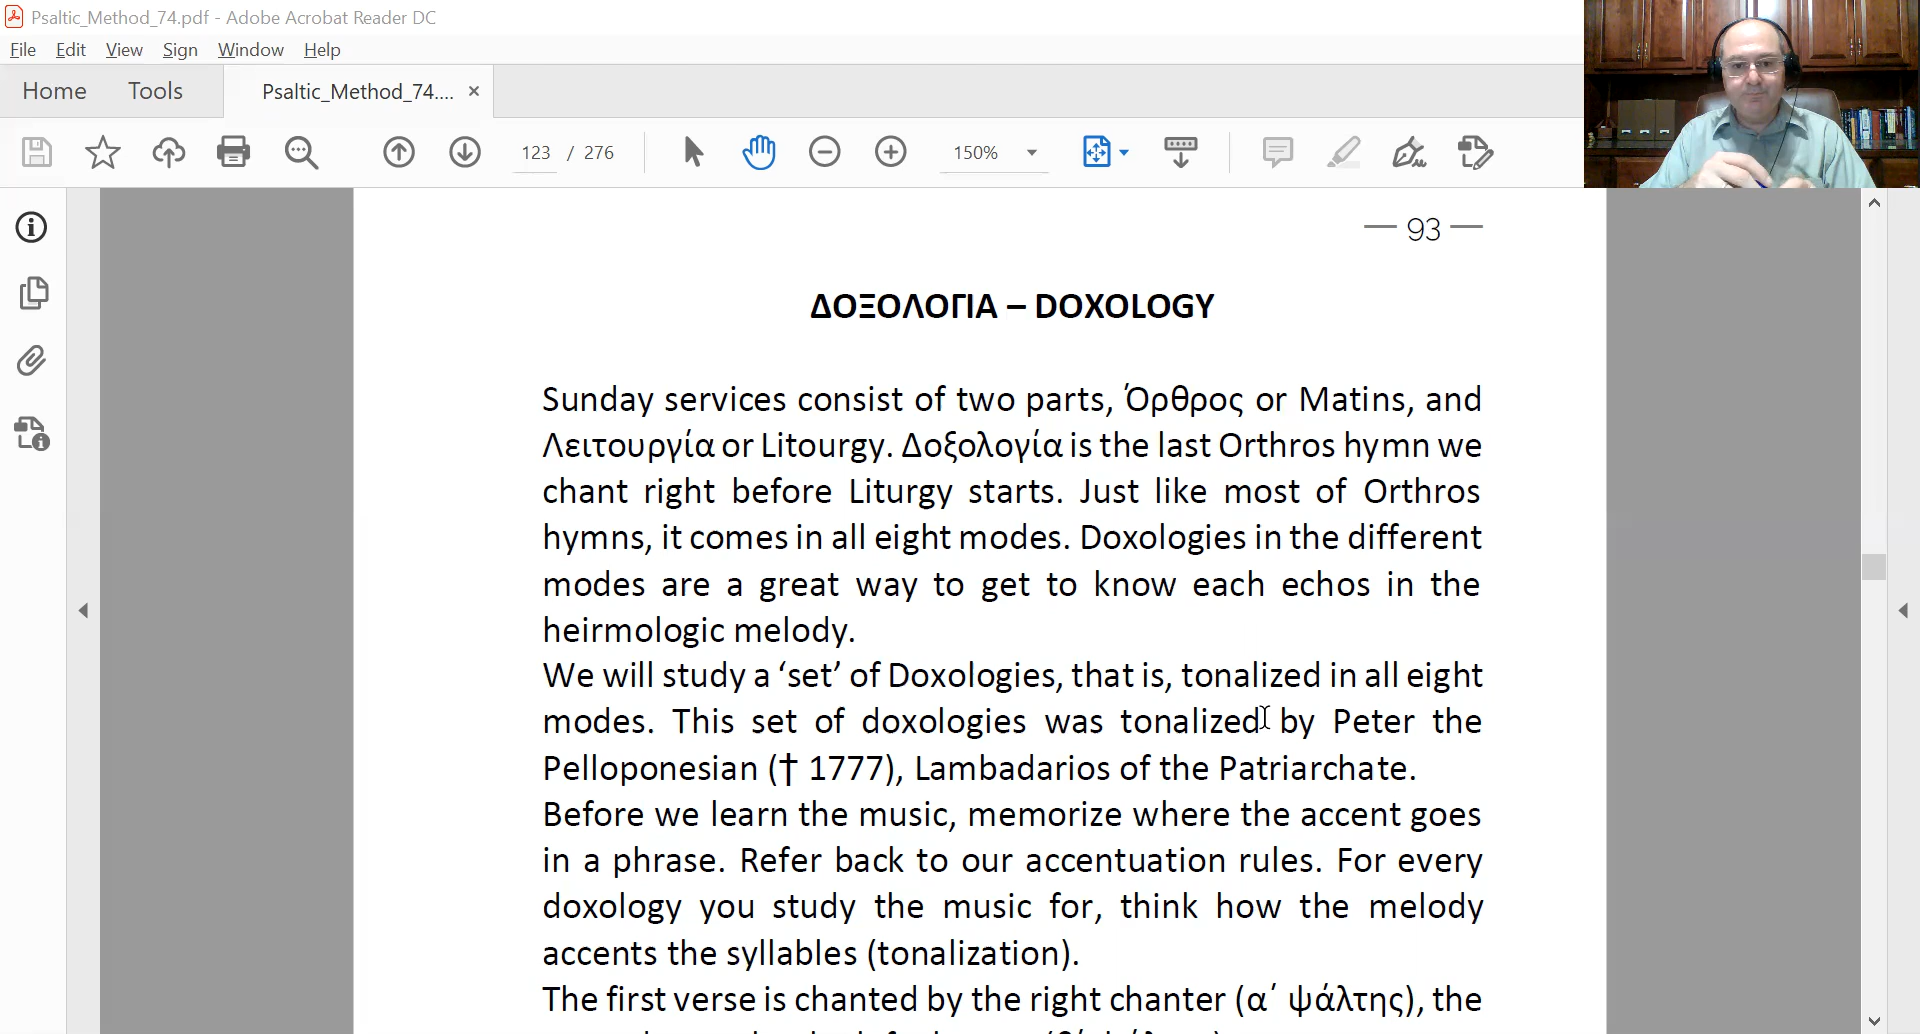 Psaltic_Method_74.pdf - Adobe Acrobat Reader DC
File Edit View Sign Window Help
Home Tools Psaltic_Method_74.... ×
123 / 276 150%
— 93 —
ΔΟΞΟΛΟΓΙΑ – DOXOLOGY
Sunday services consist of two parts, Όρθρος or Matins, and
Λειτουργία or Litourgy. Δοξολογία is the last Orthros hymn we
chant right before Liturgy starts. Just like most of Orthros
hymns, it comes in all eight modes. Doxologies in the different
modes are a great way to get to know each echos in the
heirmologic melody.
We will study a ‘set’ of Doxologies, that is, tonalized in all eight
modes. This set of doxologies was tonalized by Peter the
Pelloponesian († 1777), Lambadarios of the Patriarchate.
Before we learn the music, memorize where the accent goes
in a phrase. Refer back to our accentuation rules. For every
doxology you study the music for, think how the melody
accents the syllables (tonalization).
The first verse is chanted by the right chanter (α΄ ψάλτης), the